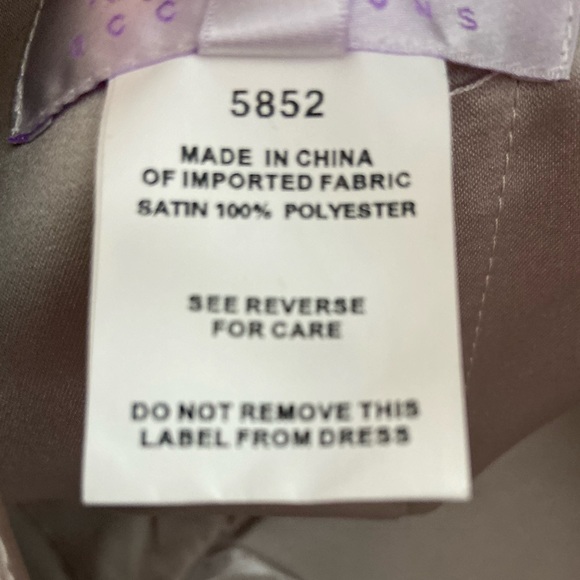 5852
MADE IN CHINA
OF IMPORTED FABRIC
SATIN 100% POLYESTER
SEE REVERSE
FOR CARE
DO NOT REMOVE THIS
LABEL FROM DRESS